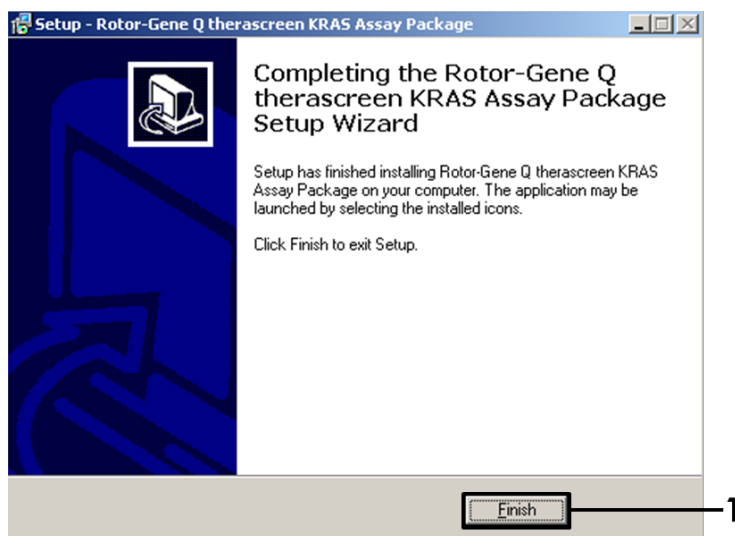 Setup - Rotor-Gene Q therascreen KRAS Assay Package
Completing the Rotor-Gene Q
therascreen KRAS Assay Package
Setup Wizard
Setup has finished installing Rotor-Gene Q therascreen KRAS
Assay Package on your computer. The application may be
launched by selecting the installed icons.
Click Finish to exit Setup.
Finish
1